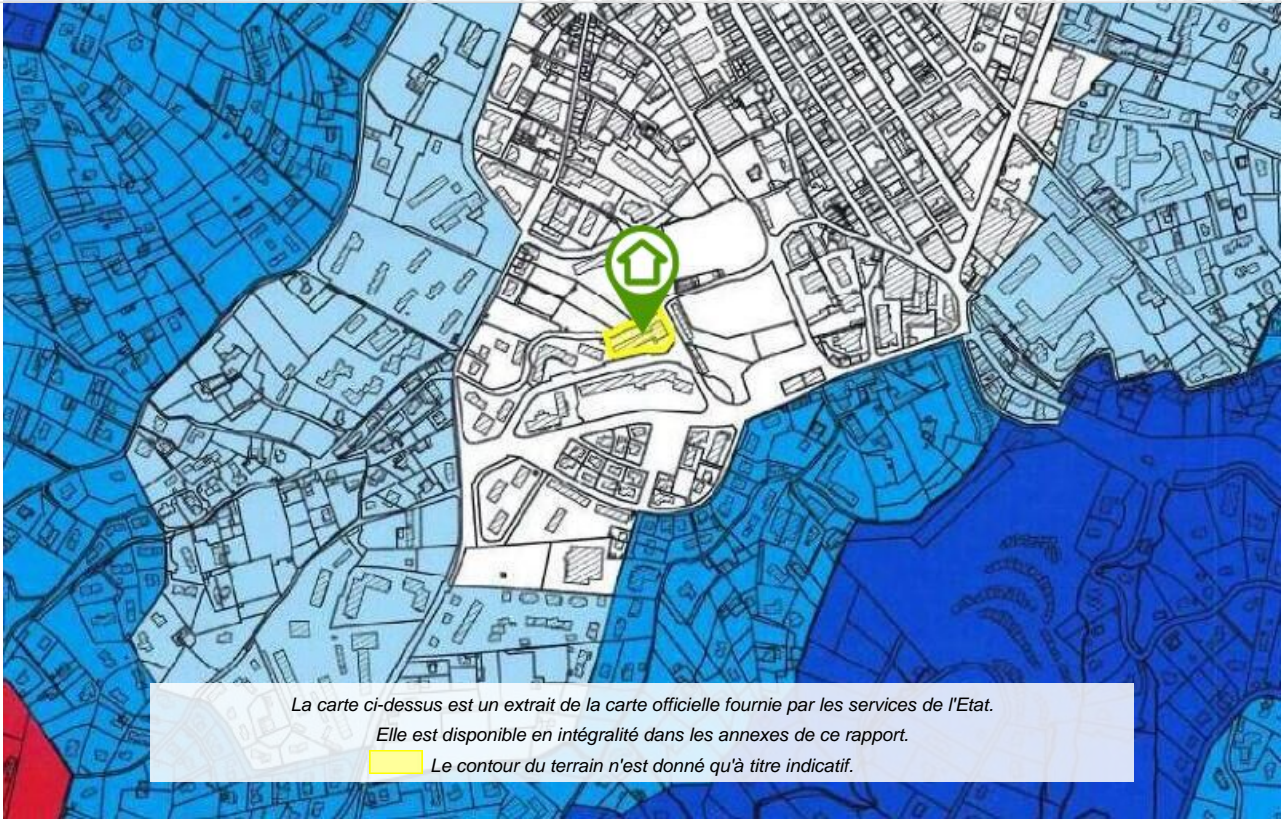 La carte ci-dessus est un extrait de la carte officielle fournie par les services de l'Etat.
Elle est disponible en intégralité dans les annexes de ce rapport.
Le contour du terrain n'est donné qu'à titre indicatif.